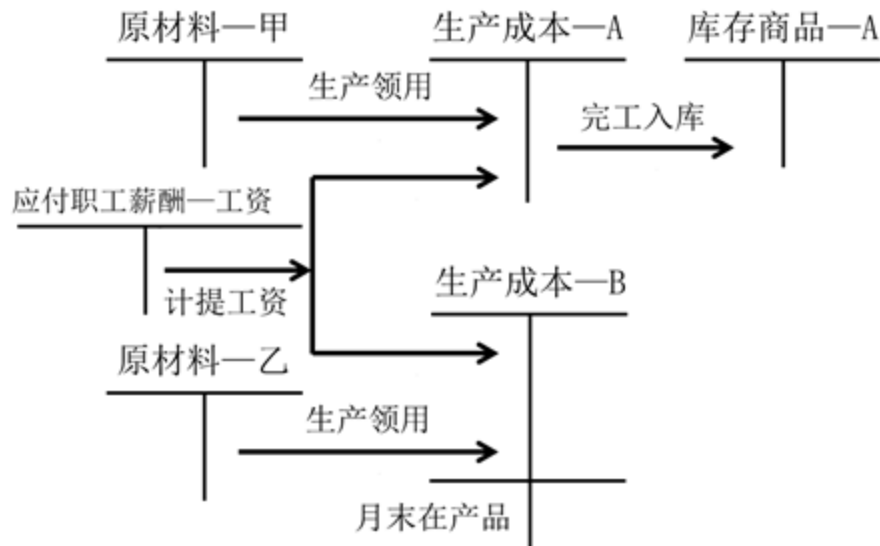 原材料—甲
生产成本—A
库存商品—A
生产领用
完工入库
应付职工薪酬—工资
计提工资
生产成本—B
原材料—乙
生产领用
月末在产品